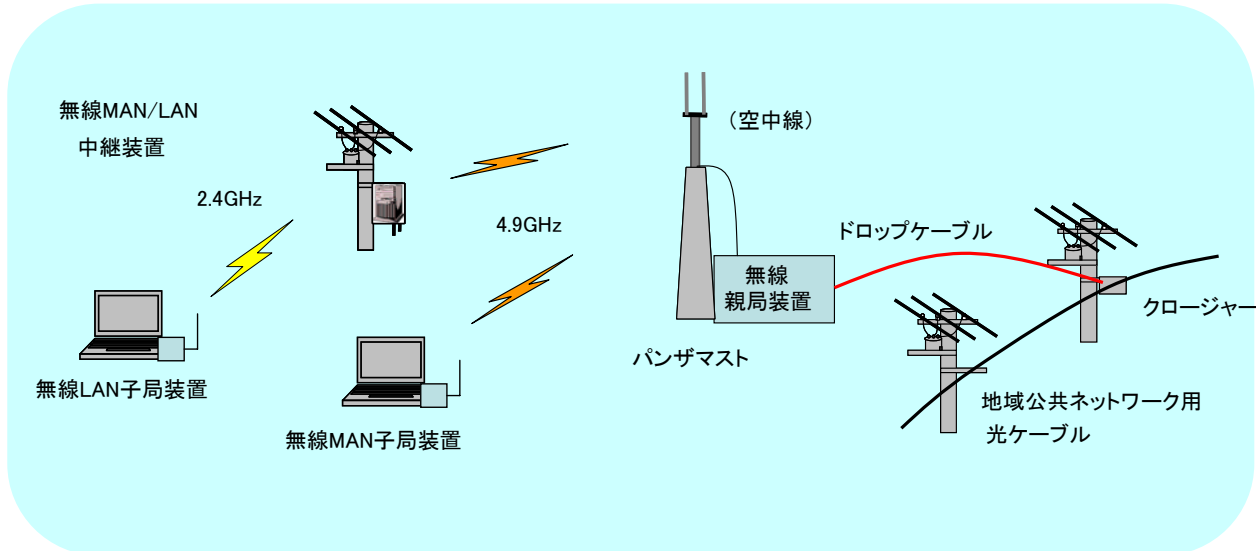 無線MAN/LAN
中継装置
2.4GHz
4.9GHz
(空中線)
ドロップケーブル
無線
親局装置
クロージャー
パンザマスト
無線LAN子局装置
無線MAN子局装置
地域公共ネットワーク用
光ケーブル